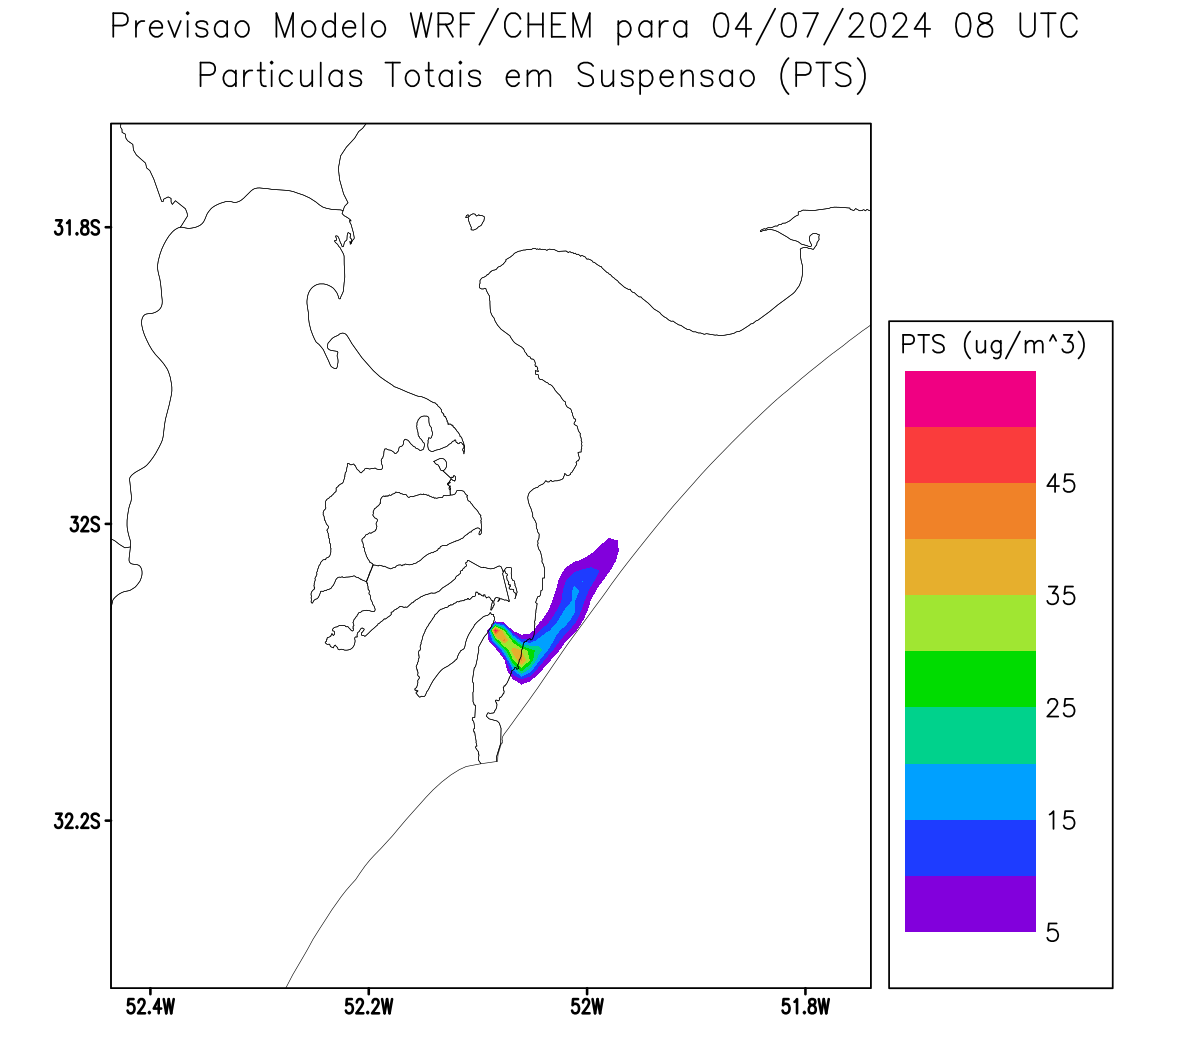 Previsao Modelo WRF/CHEM para 04/07/2024 08 UTC
Particulas Totais em Suspensao (PTS)
31.8S
32S
32.2S
52.4W
52.2W
52W
51.8W
PTS (ug/m^3)
45
35
25
15
5